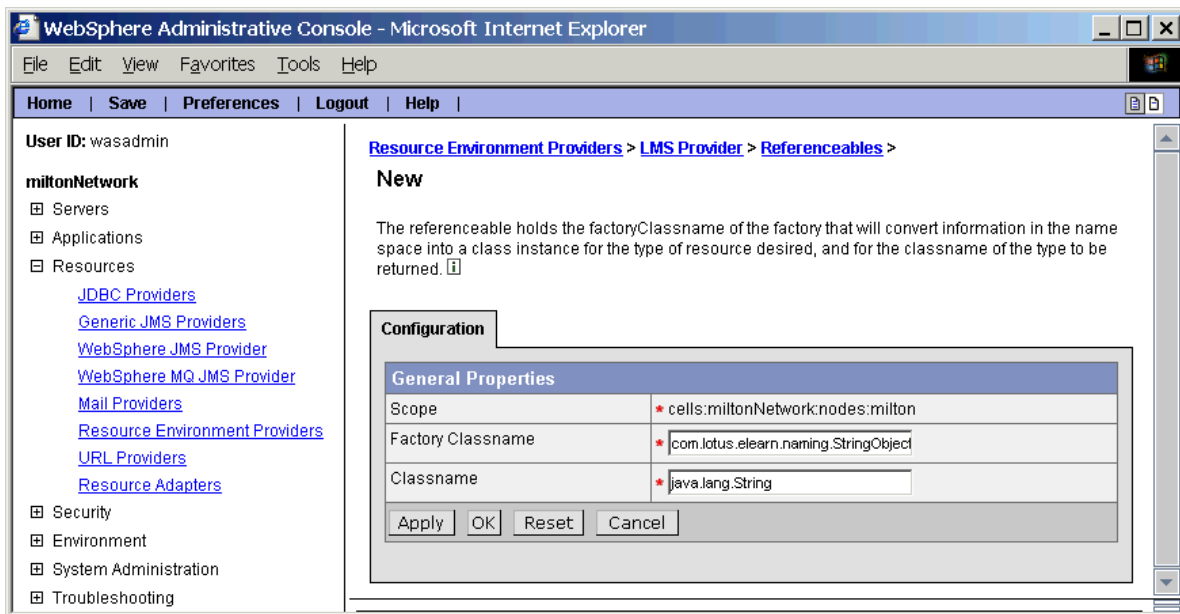 WebSphere Administrative Console - Microsoft Internet Explorer
File Edit View Favorites Tools Help
Home | Save | Preferences | Logout | Help |
User ID: wasadmin
miltonNetwork
Servers
Applications
Resources
JDBC Providers
Generic JMS Providers
WebSphere JMS Provider
WebSphere MQ JMS Provider
Mail Providers
Resource Environment Providers
URL Providers
Resource Adapters
Security
Environment
System Administration
Troubleshooting
Resource Environment Providers > LMS Provider > Referenceables >
New
The referenceable holds the factoryClassname of the factory that will convert information in the name
space into a class instance for the type of resource desired, and for the classname of the type to be
returned. i
Configuration
General Properties
Scope * cells:miltonNetwork:nodes:milton
Factory Classname * com.lotus.elearn.naming.StringObject
Classname * java.lang.String
Apply OK Reset Cancel